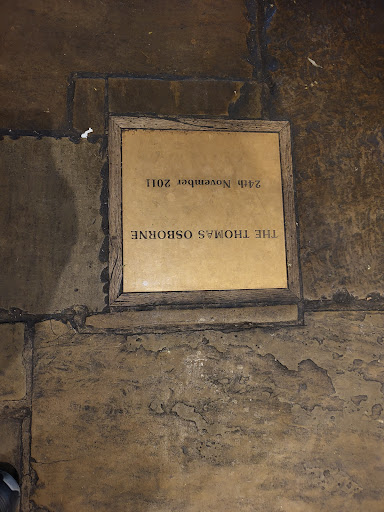 THE THOMAS OSBORNE
24th November 2011